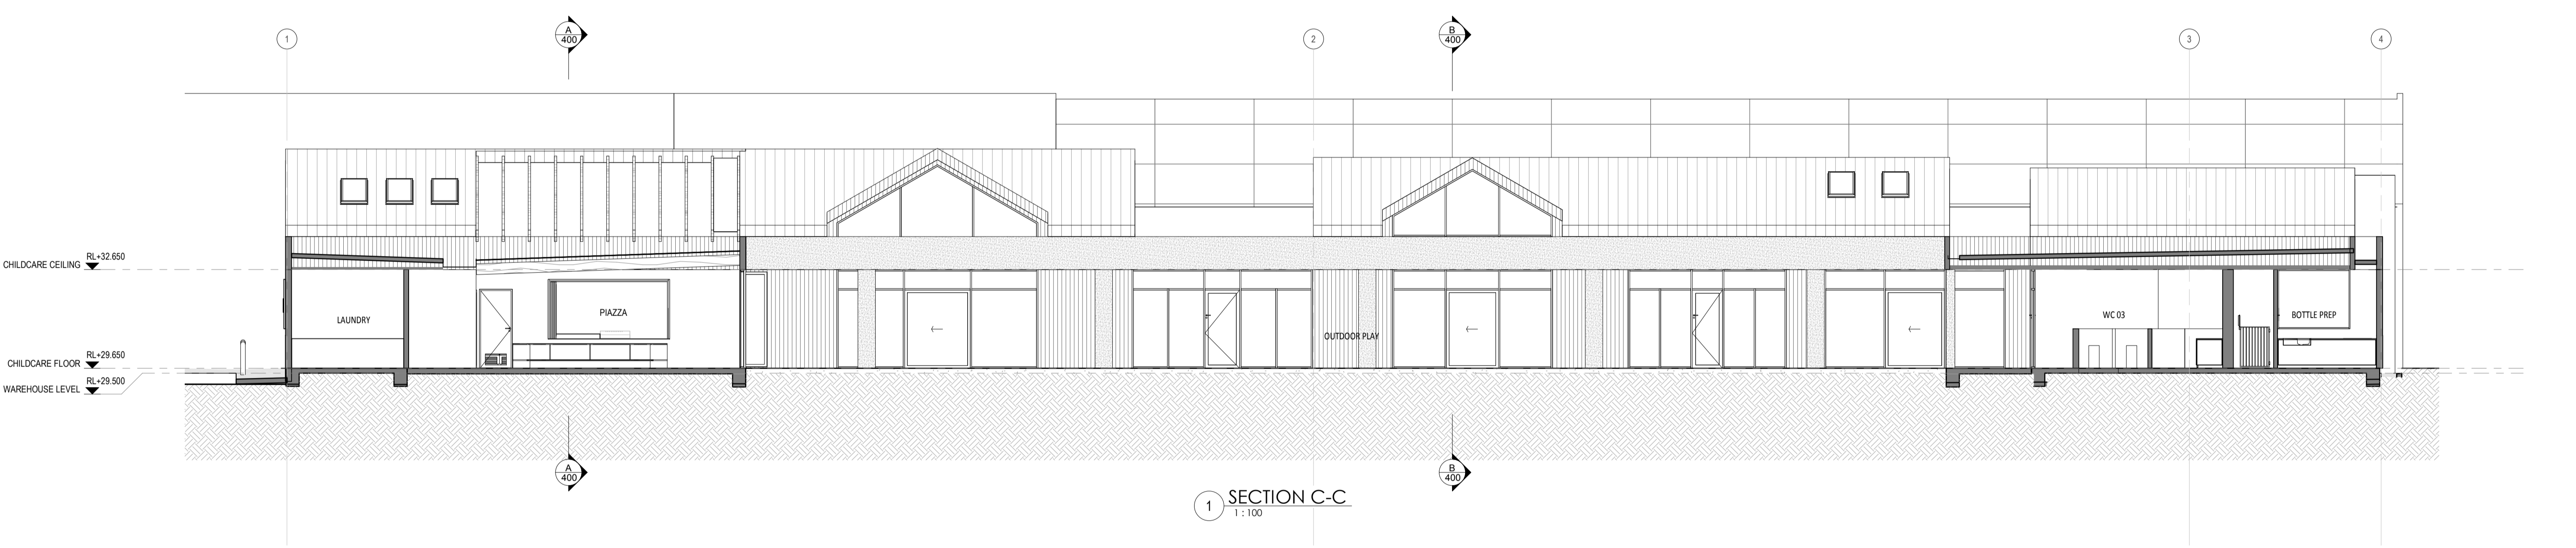 1
A
400
2
B
400
3
4
RL+32.650
CHILDCARE CEILING
LAUNDRY
PIAZZA
OUTDOOR PLAY
WC 03
BOTTLE PREP
RL+29.650
CHILDCARE FLOOR
RL+29.500
WAREHOUSE LEVEL
A
400
B
400
1 SECTION C-C
1 : 100